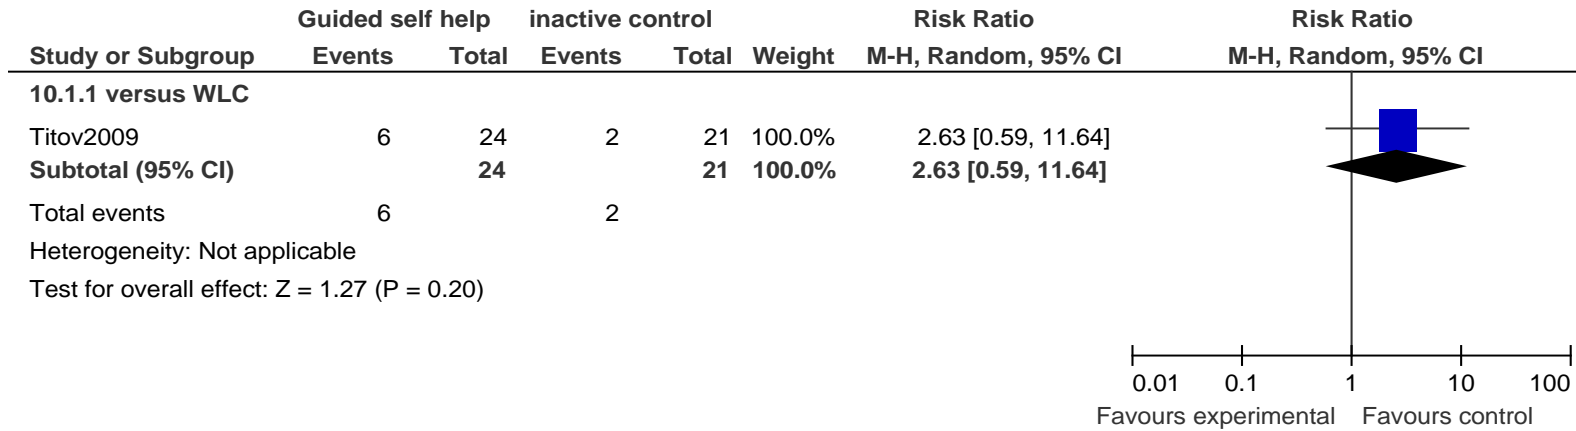 Guided self help inactive control Risk Ratio Risk Ratio
Study or Subgroup Events Total Events Total Weight M-H, Random, 95% CI M-H, Random, 95% CI
10.1.1 versus WLC
Titov2009 6 24 2 21 100.0% 2.63 [0.59, 11.64]
Subtotal (95% CI) 24 21 100.0% 2.63 [0.59, 11.64]
Total events 6 2
Heterogeneity: Not applicable
Test for overall effect: Z = 1.27 (P = 0.20)
0.01 0.1 1 10 100
Favours experimental Favours control